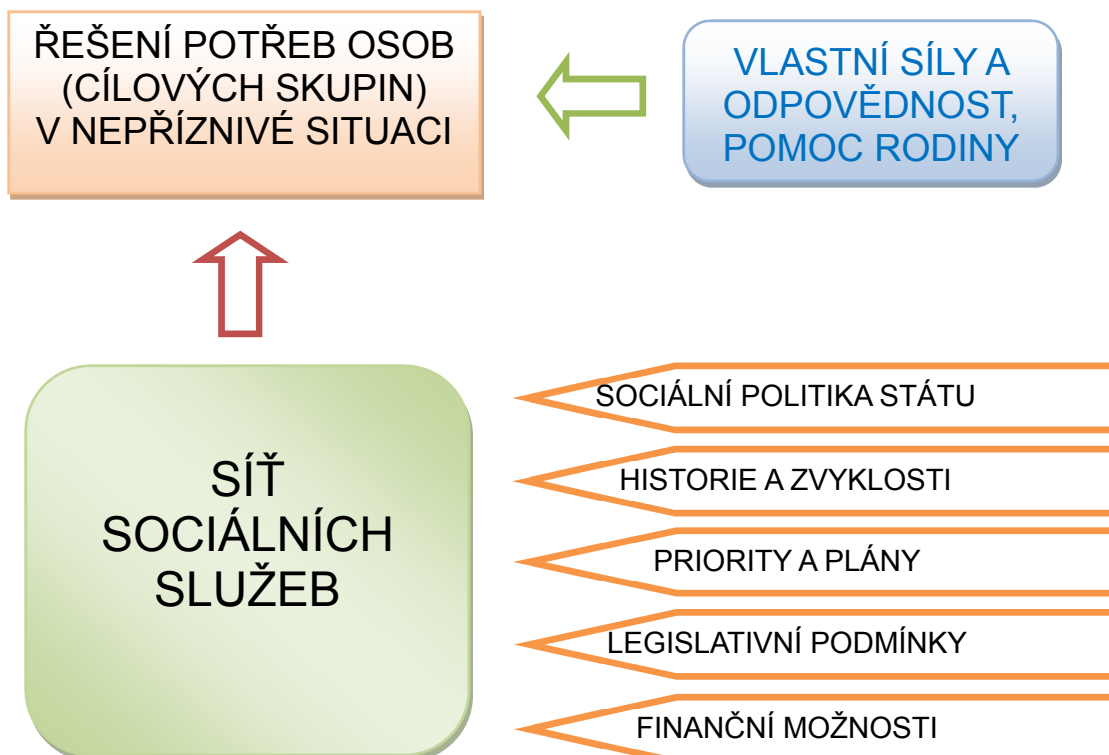 ŘEŠENÍ POTŘEB OSOB
(CÍLOVÝCH SKUPIN)
V NEPŘÍZNIVÉ SITUACI
VLASTNÍ SÍLY A
ODPOVĚDNOST,
POMOC RODINY
SÍŤ
SOCIÁLNÍCH
SLUŽEB
SOCIÁLNÍ POLITIKA STÁTU
HISTORIE A ZVYKLOSTI
PRIORITY A PLÁNY
LEGISLATIVNÍ PODMÍNKY
FINANČNÍ MOŽNOSTI